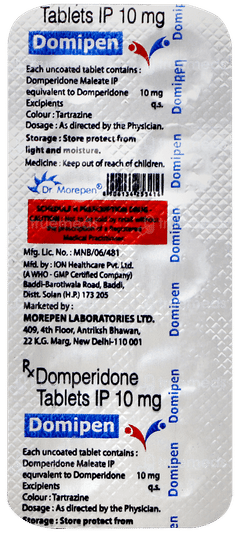 Tablets IP 10 mg
Domipen
Each uncoated tablet contains :
Domperidone Maleate IP
equivalent to Domperidone 10 mg
Excipients q.s.
Colour : Tartrazine
Dosage : As directed by the Physician.
Storage : Store protect from
light and moisture.
Medicine : Keep out of reach of children.
Dr Morepen®
Mfg. Lic. No. : MNB/06/481
Mfd. by : ION Healthcare Pvt. Ltd.
(A WHO - GMP Certified Company)
Baddi-Barotiwala Road, Baddi,
Distt. Solan (H.P.) 173 205
Marketed by :
MOREPEN LABORATORIES LTD.
409, 4th Floor, Antriksh Bhawan,
22 K.G. Marg, New Delhi-110 001
Rx Domperidone
Tablets IP 10 mg
Domipen
Each uncoated tablet contains :
Domperidone Maleate IP
equivalent to Domperidone 10 mg
Excipients q.s.
Colour : Tartrazine
Dosage : As directed by the Physician.
Storage : Store protect from